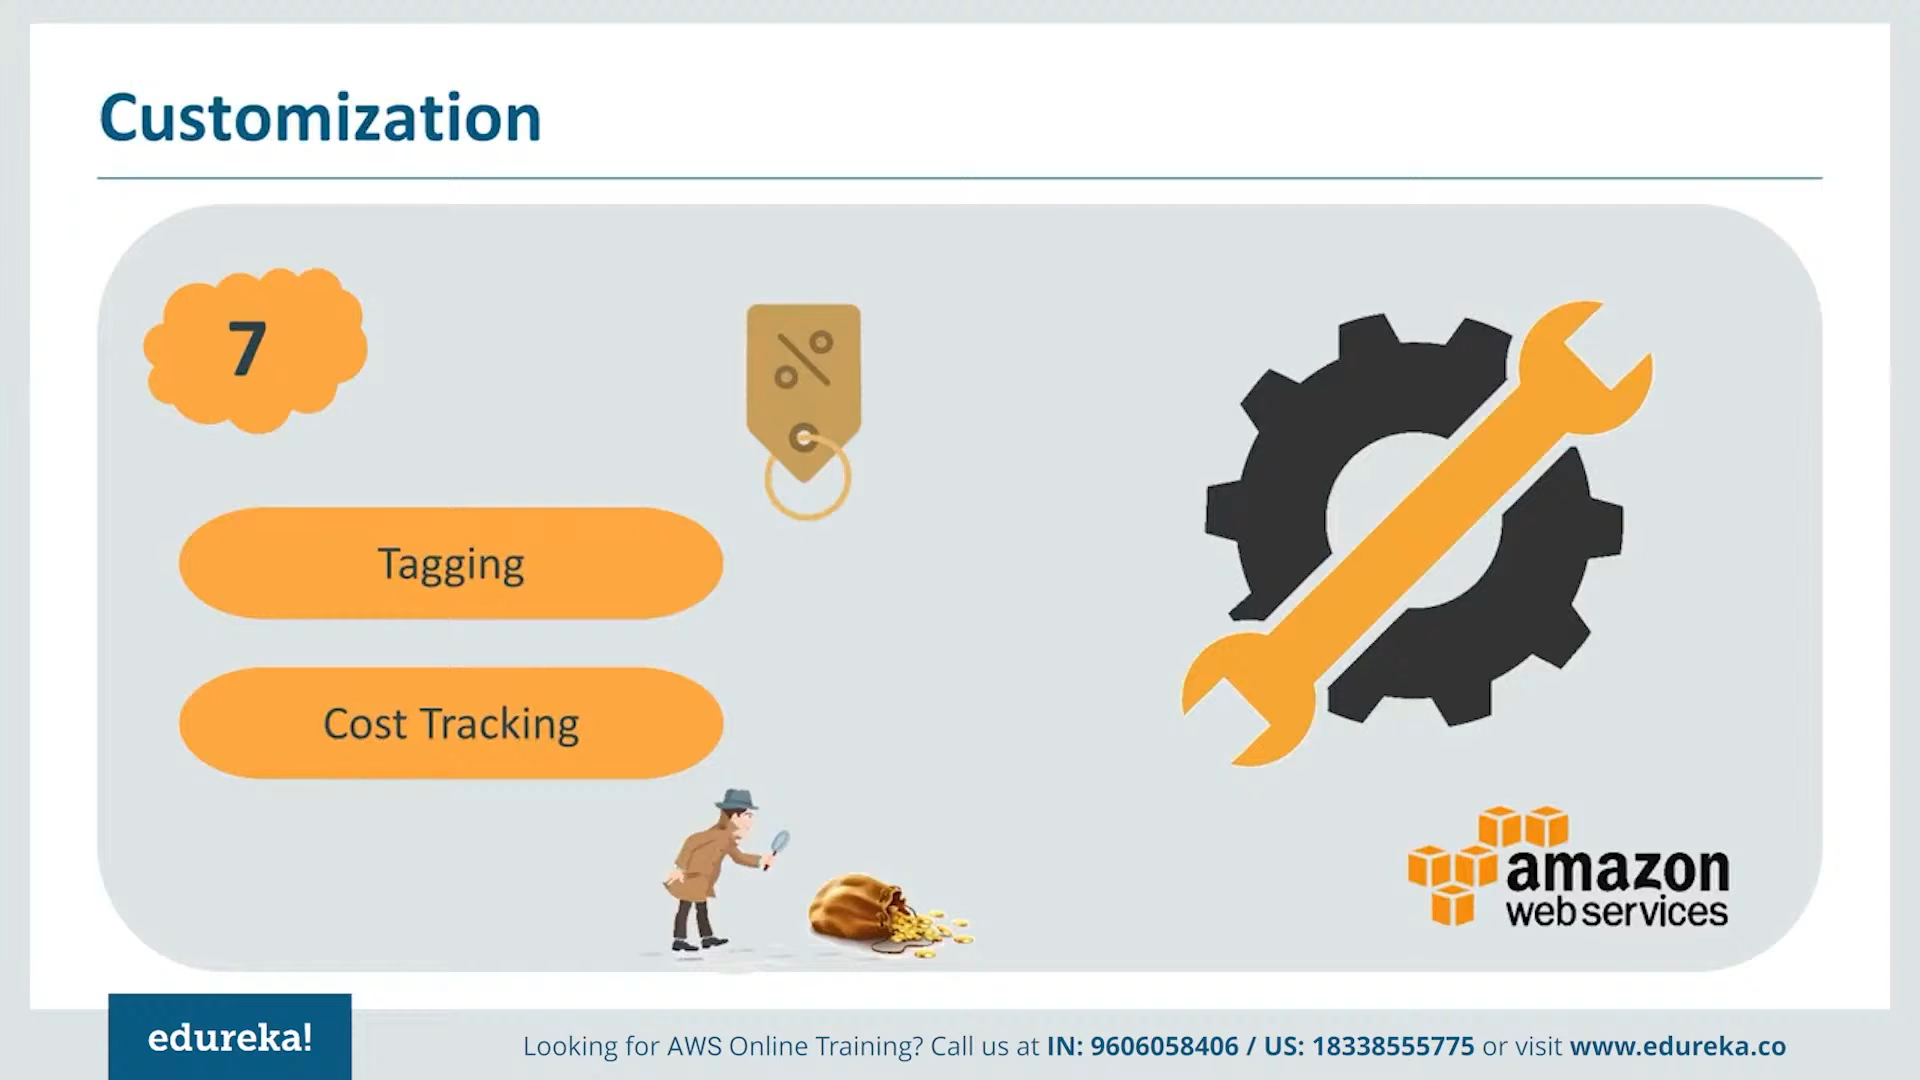 Customization
7
%
Tagging
Cost Tracking
amazon
web services
edureka!
Looking for AWS Online Training? Call us at IN: 9606058406 / US: 18338555775 or visit www.edureka.co